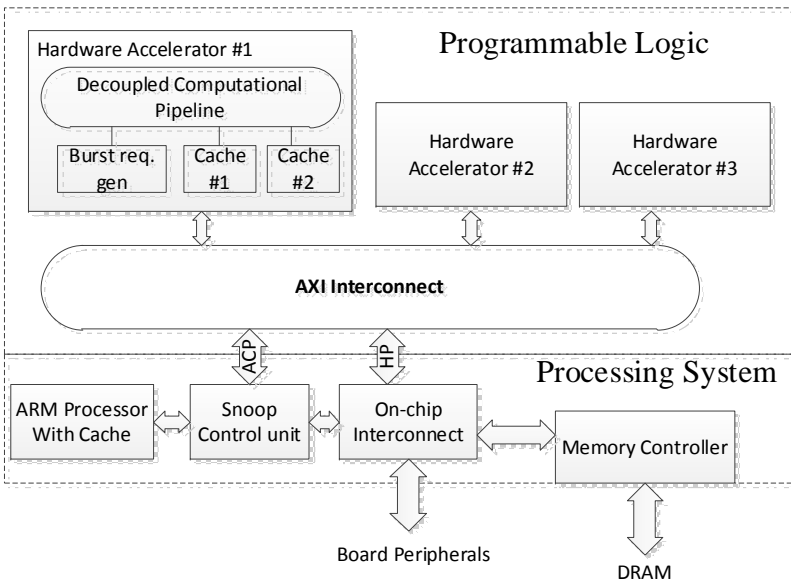 Programmable Logic
Hardware Accelerator #1
Decoupled Computational
Pipeline
Burst req.
gen
Cache
#1
Cache
#2
Hardware
Accelerator #2
Hardware
Accelerator #3
AXI Interconnect
ACP
HP
Processing System
ARM Processor
With Cache
Snoop
Control unit
On-chip
Interconnect
Memory Controller
Board Peripherals
DRAM